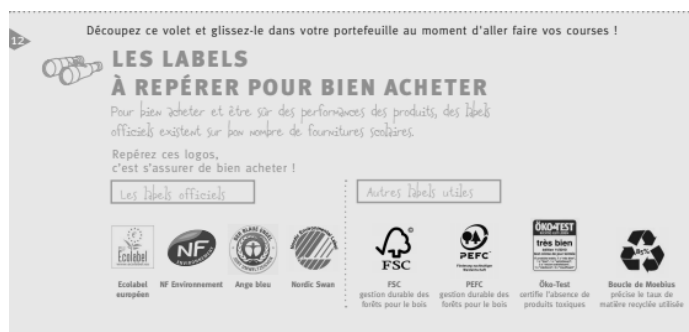 Découpez ce volet et glissez-le dans votre portefeuille au moment d'aller faire vos courses !
12
LES LABELS
À REPÉRER POUR BIEN ACHETER
Pour bien acheter et être sûr des performances des produits, des labels
officiels existent sur bon nombre de fournitures scolaires.
Repérez ces logos,
c'est s'assurer de bien acheter !
Les labels officiels
Autres labels utiles
Ecolabel
NF
ENVIRONNEMENT
DER BLAUE ENGEL
FSC
PEFC
ÖKO-TEST
très bien
85%
Ecolabel
européen
NF Environnement
Ange bleu
Nordic Swan
FSC
gestion durable des
forêts pour le bois
PEFC
gestion durable des
forêts pour le bois
Öko-Test
certifie l'absence de
produits toxiques
Boucle de Moebius
précise le taux de
matière recyclée utilisée